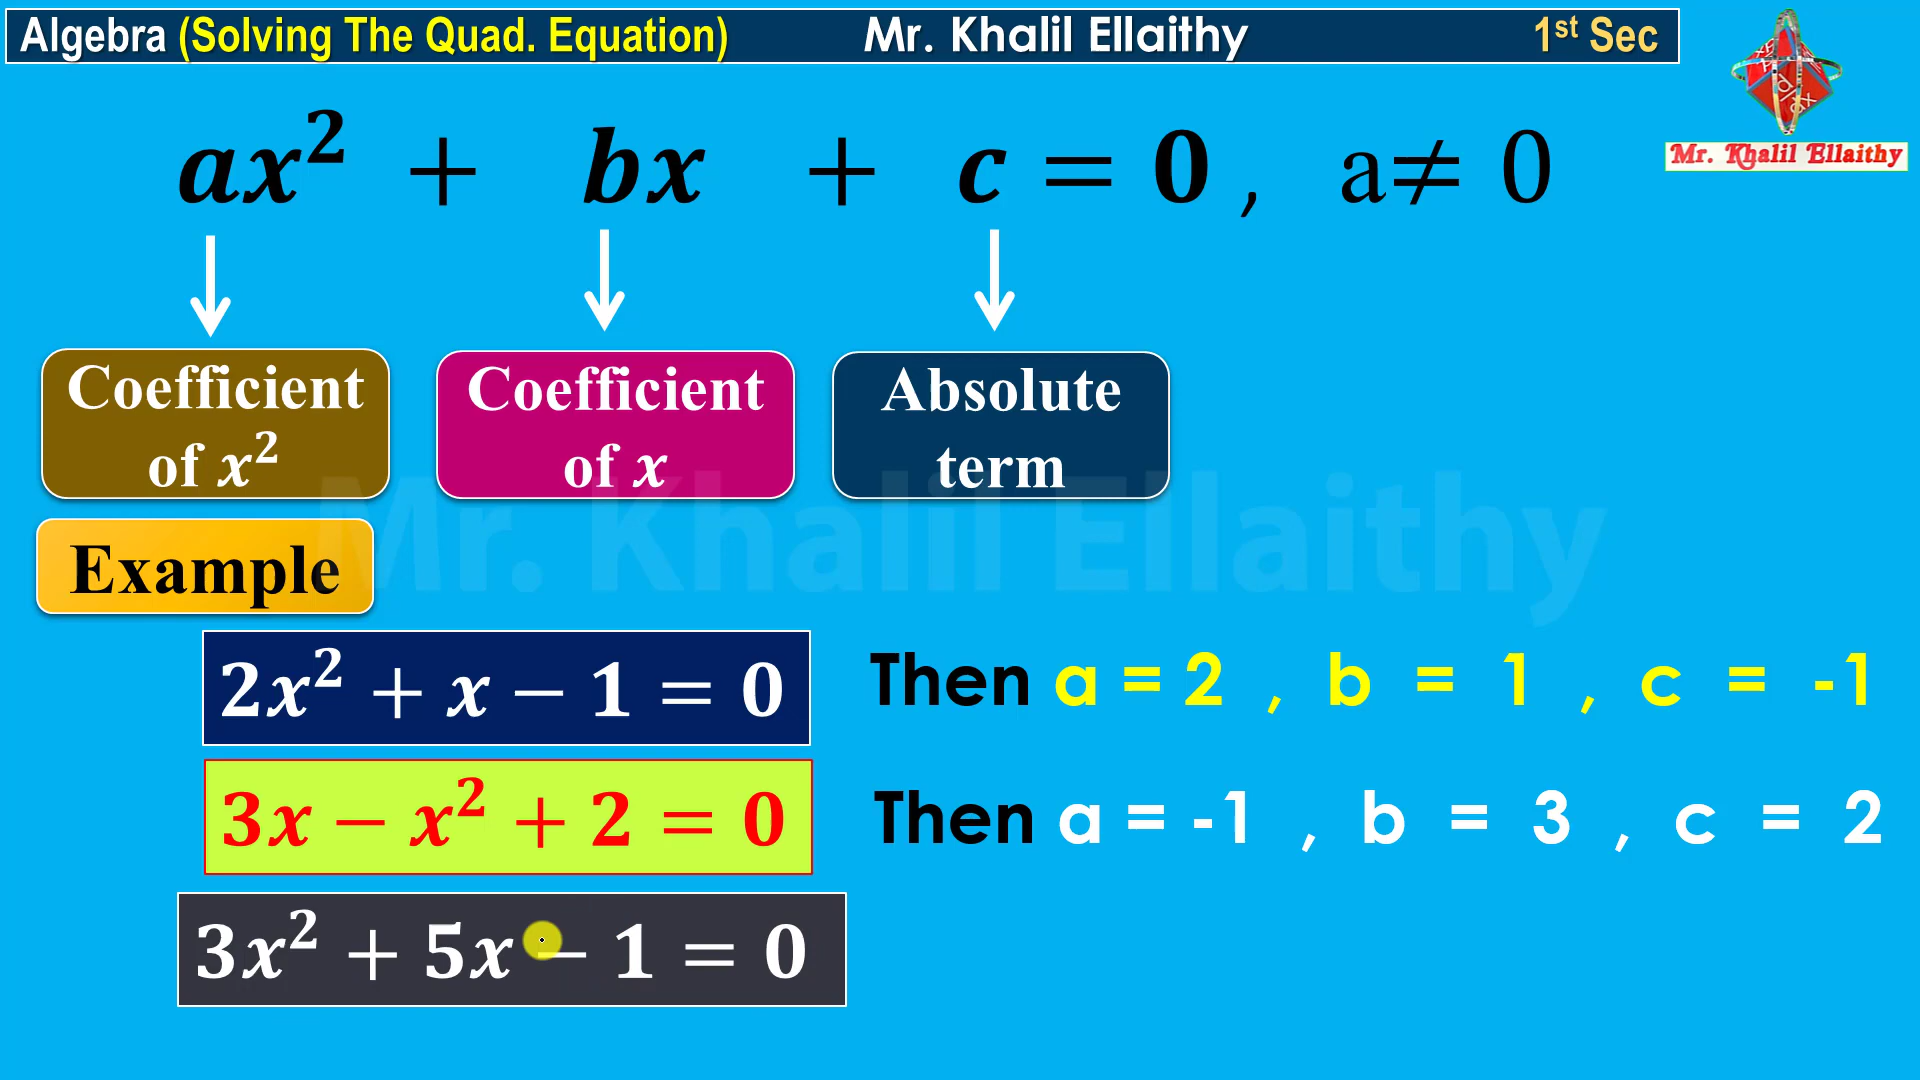 Algebra (Solving The Quad. Equation) Mr. Khalil Ellaithy 1st Sec
Mr. Khalil Ellaithy
ax² + bx + c = 0 , a≠ 0
Coefficient of x²
Coefficient of x
Absolute term
Mr. Khalil Ellaithy
Example
2x² + x − 1 = 0 Then a = 2 , b = 1 , c = -1
3x − x² + 2 = 0 Then a = -1 , b = 3 , c = 2
3x² + 5x − 1 = 0